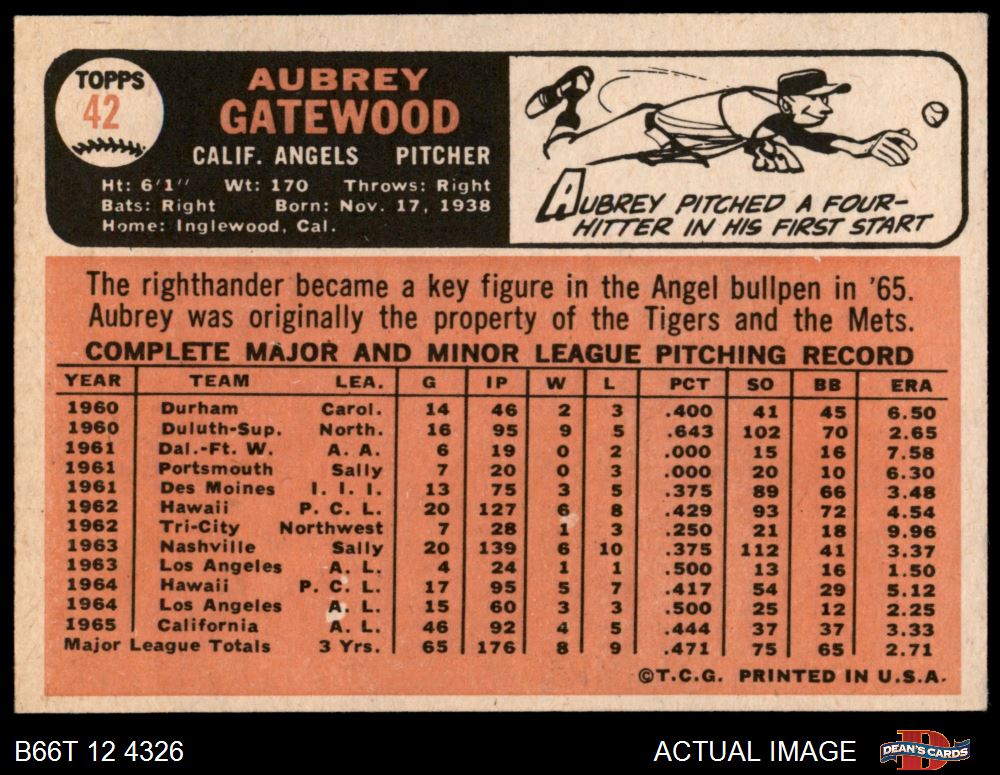 TOPPS
42
AUBREY
GATEWOOD
CALIF. ANGELS PITCHER
Ht: 6'1" Wt: 170 Throws: Right
Bats: Right Born: Nov. 17, 1938
Home: Inglewood, Cal.
AUBREY PITCHED A FOUR-
HITTER IN HIS FIRST START
The righthander became a key figure in the Angel bullpen in '65.
Aubrey was originally the property of the Tigers and the Mets.
COMPLETE MAJOR AND MINOR LEAGUE PITCHING RECORD
YEAR TEAM LEA. G IP W L PCT SO BB ERA
1960 Durham Carol. 14 46 2 3 .400 41 45 6.50
1960 Duluth-Sup. North. 16 95 9 5 .643 102 70 2.65
1961 Dal.-Ft. W. A. A. 6 19 0 2 .000 15 16 7.58
1961 Portsmouth Sally 7 20 0 3 .000 20 10 6.30
1961 Des Moines I. I. I. 13 75 3 5 .375 89 66 3.48
1962 Hawaii P. C. L. 20 127 6 8 .429 93 72 4.54
1962 Tri-City Northwest 7 28 1 3 .250 21 18 9.96
1963 Nashville Sally 20 139 6 10 .375 112 41 3.37
1963 Los Angeles A. L. 4 24 1 1 .500 13 16 1.50
1964 Hawaii P. C. L. 17 95 5 7 .417 54 29 5.12
1964 Los Angeles A. L. 15 60 3 3 .500 25 12 2.25
1965 California A. L. 46 92 4 5 .444 37 37 3.33
Major League Totals 3 Yrs. 65 176 8 9 .471 75 65 2.71
©T.C.G. PRINTED IN U.S.A.
B66T 12 4326 ACTUAL IMAGE DEAN'S CARDS